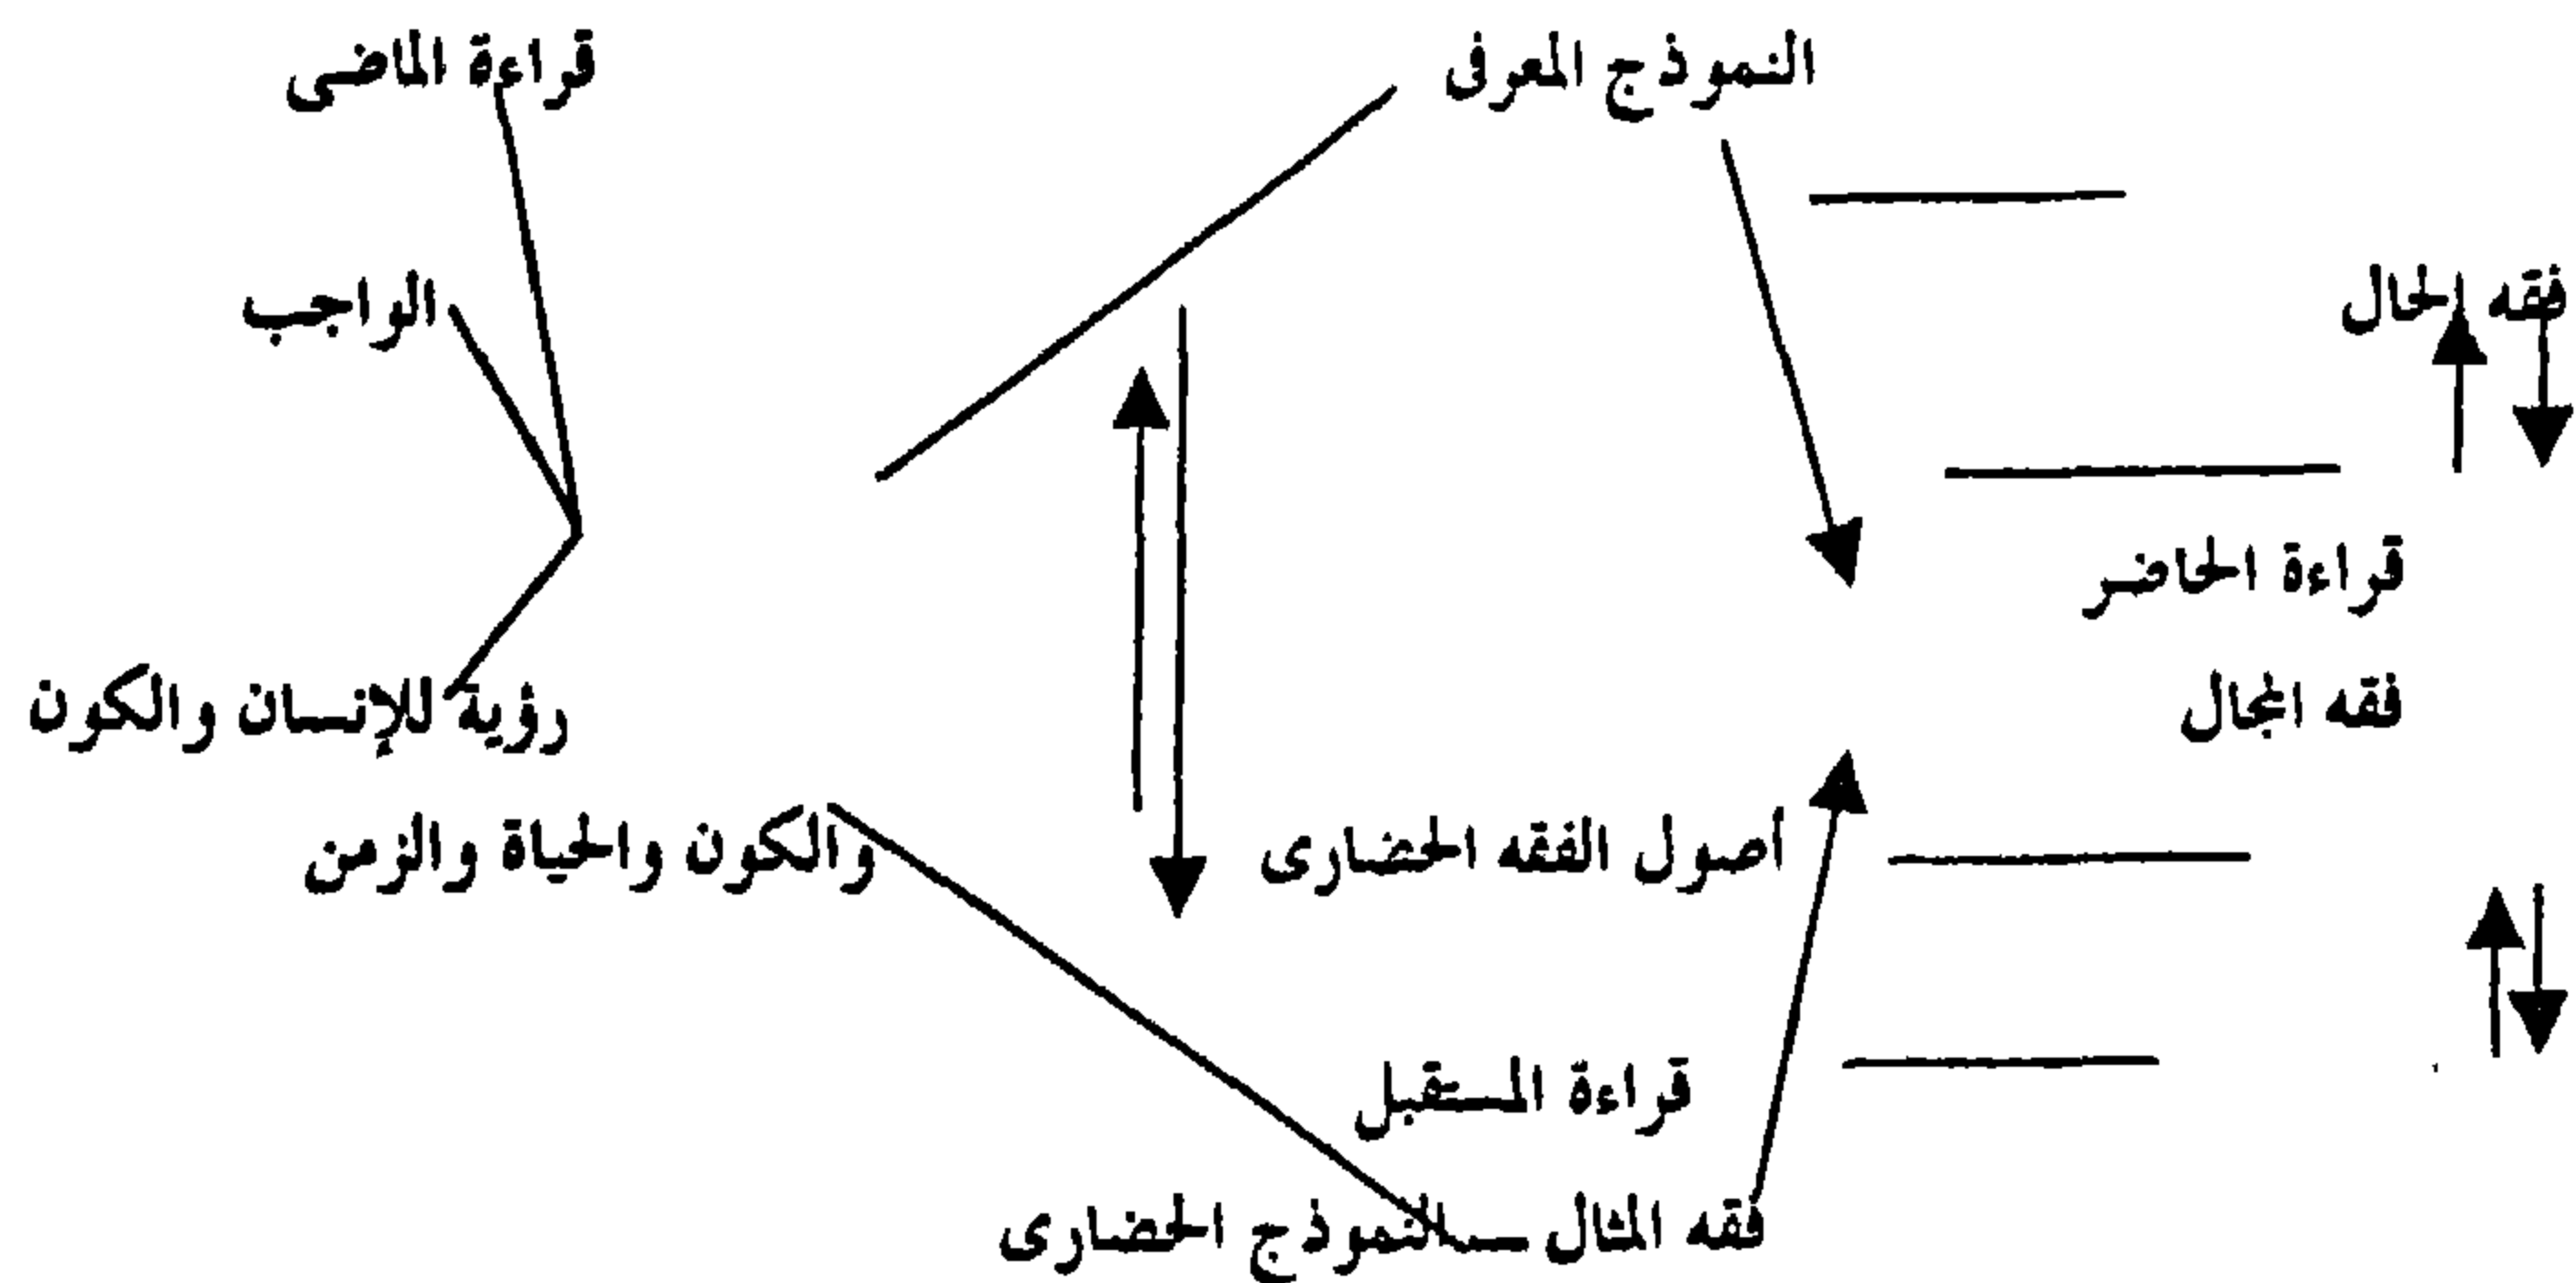 النموذج المعرفى
قراءة الماضى
فقه الحال
الواجب
قراءة الحاضر
فقه المجال
رؤية للإنسان والكون
أصول الفقه الحضارى
والكون والحياة والزمن
قراءة المستقبل
فقه المثال — النموذج الحضارى